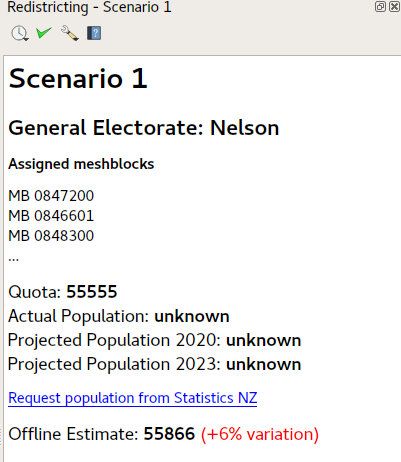 Redistricting - Scenario 1
Scenario 1
General Electorate: Nelson
Assigned meshblocks
MB 0847200
MB 0846601
MB 0848300
...
Quota: 55555
Actual Population: unknown
Projected Population 2020: unknown
Projected Population 2023: unknown
Request population from Statistics NZ
Offline Estimate: 55866 (+6% variation)